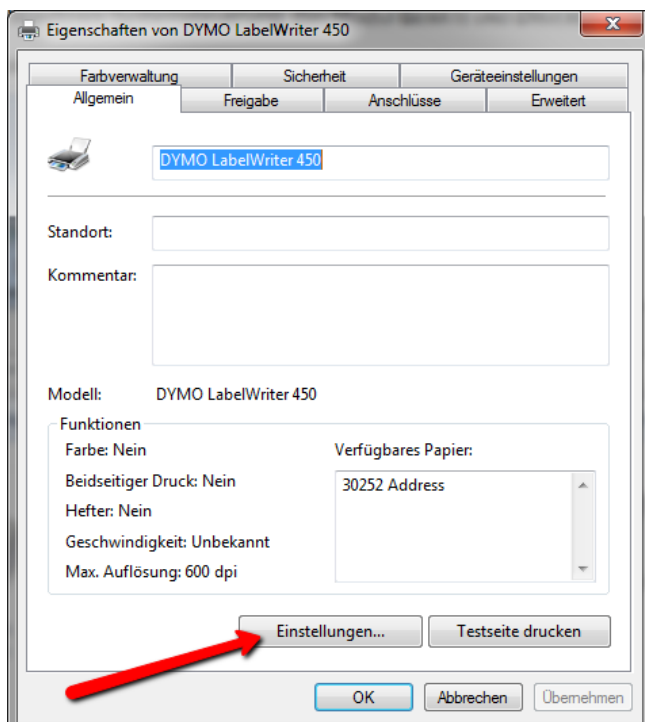 Eigenschaften von DYMO LabelWriter 450
Farbverwaltung Sicherheit Geräteeinstellungen
Allgemein Freigabe Anschlüsse Erweitert
DYMO LabelWriter 450
Standort:
Kommentar:
Modell: DYMO LabelWriter 450
Funktionen
Farbe: Nein Verfügbares Papier:
Beidseitiger Druck: Nein 30252 Address
Hefter: Nein
Geschwindigkeit: Unbekannt
Max. Auflösung: 600 dpi
Einstellungen... Testseite drucken
OK Abbrechen Übernehmen